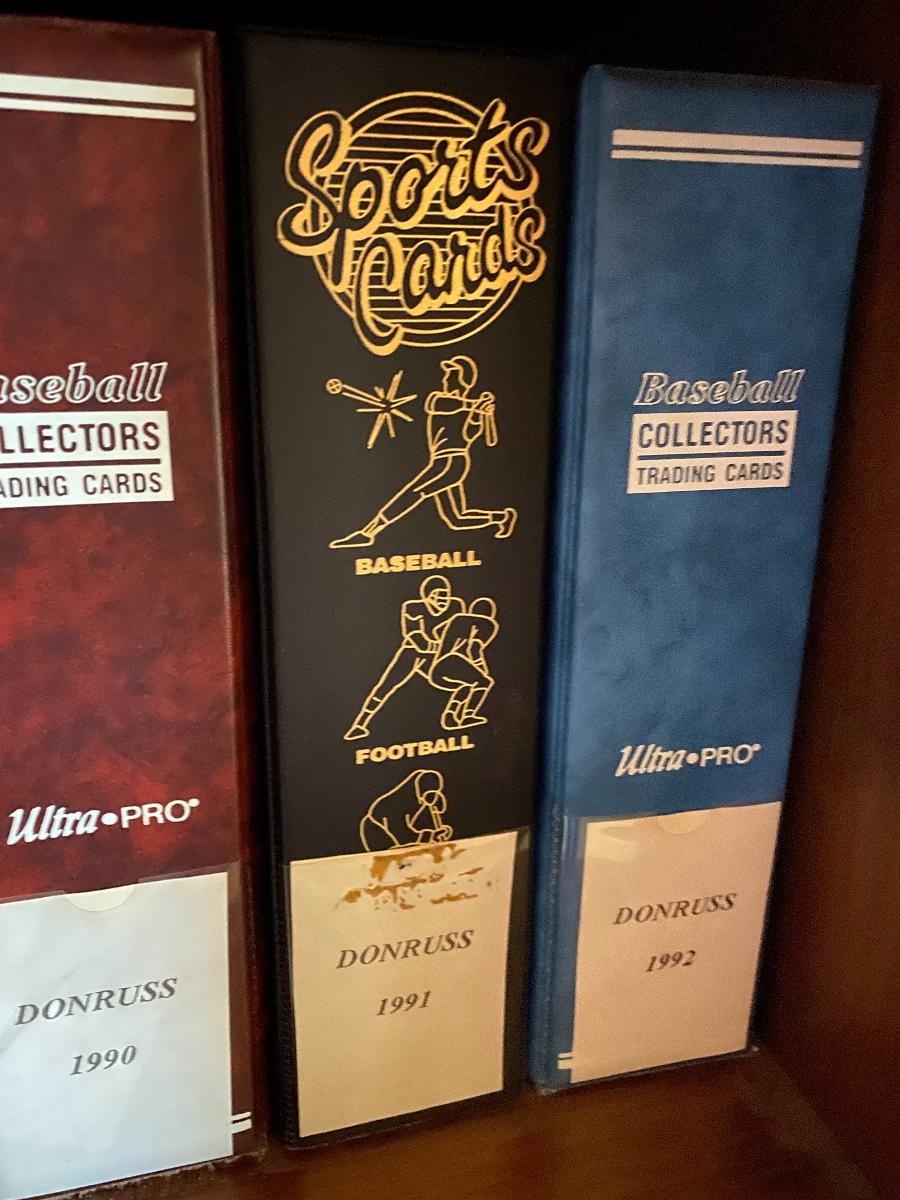 aseball
LLECTORS
ADING CARDS
Ultra•PRO®
DONRUSS
1990
Sports
Cards
BASEBALL
FOOTBALL
DONRUSS
1991
Baseball
COLLECTORS
TRADING CARDS
Ultra•PRO®
DONRUSS
1992